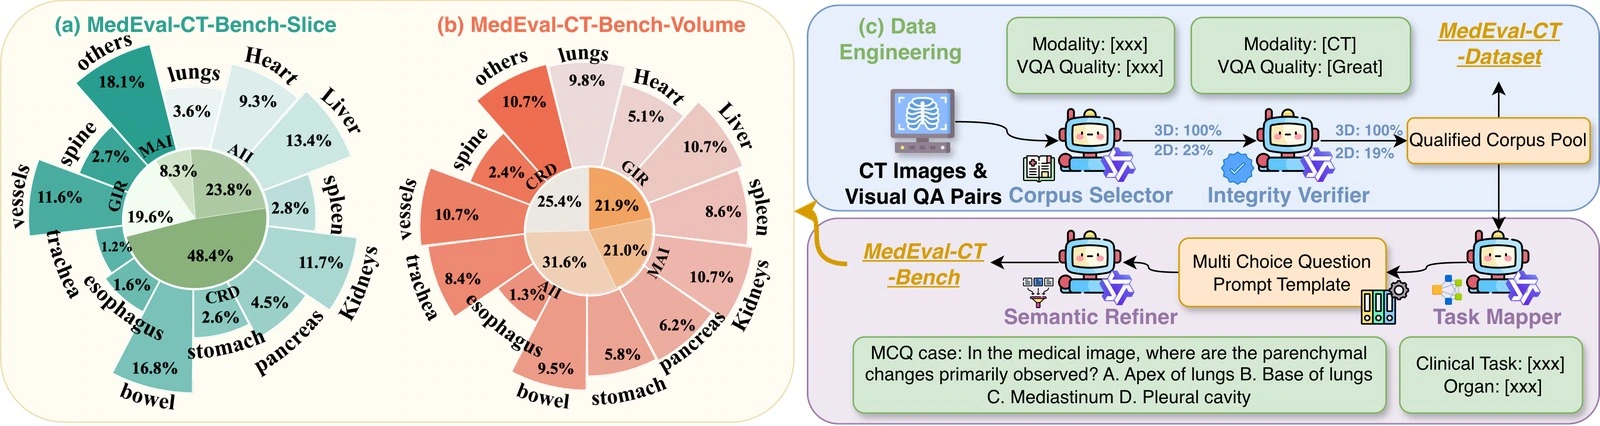 (a) MedEval-CT-Bench-Slice
others
18.1%
lungs
3.6%
Heart
9.3%
Liver
13.4%
spleen
2.8%
Kidneys
11.7%
pancreas
4.5%
stomach
2.6%
bowel
16.8%
esophagus
1.6%
trachea
1.2%
vessels
11.6%
spine
2.7%
MAI
8.3%
AII
23.8%
CRD
48.4%
GIR
19.6%
(b) MedEval-CT-Bench-Volume
others
10.7%
lungs
9.8%
Heart
5.1%
Liver
10.7%
spleen
8.6%
Kidneys
10.7%
pancreas
6.2%
stomach
5.8%
bowel
9.5%
esophagus
1.3%
trachea
8.4%
vessels
10.7%
spine
2.4%
CRD
25.4%
GIR
21.9%
MAI
21.0%
AII
31.6%
(c) Data
Engineering
Modality: [xxx]
VQA Quality: [xxx]
Modality: [CT]
VQA Quality: [Great]
MedEval-CT
-Dataset
CT Images &
Visual QA Pairs
Corpus Selector
3D: 100%
2D: 23%
Integrity Verifier
3D: 100%
2D: 19%
Qualified Corpus Pool
MedEval-CT
-Bench
Semantic Refiner
Multi Choice Question
Prompt Template
Task Mapper
MCQ case: In the medical image, where are the parenchymal
changes primarily observed? A. Apex of lungs B. Base of lungs
C. Mediastinum D. Pleural cavity
Clinical Task: [xxx]
Organ: [xxx]